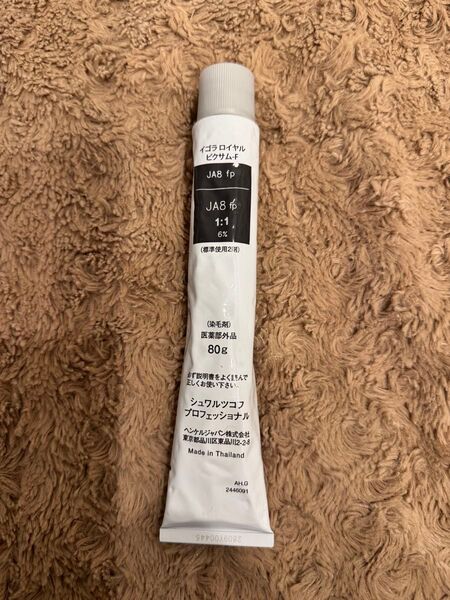 イゴラ ロイヤル
ピクサム-F
JA8 fp
JA8 fp
1:1
6%
(標準使用2剤)
(染毛剤)
医薬部外品
80g
必ず説明書をよく読んで
正しくお使い下さい。
シュワルツコフ
プロフェッショナル
ヘンケルジャパン株式会社
東京都品川区東品川2-2-8
Made in Thailand
AH.G
2446091